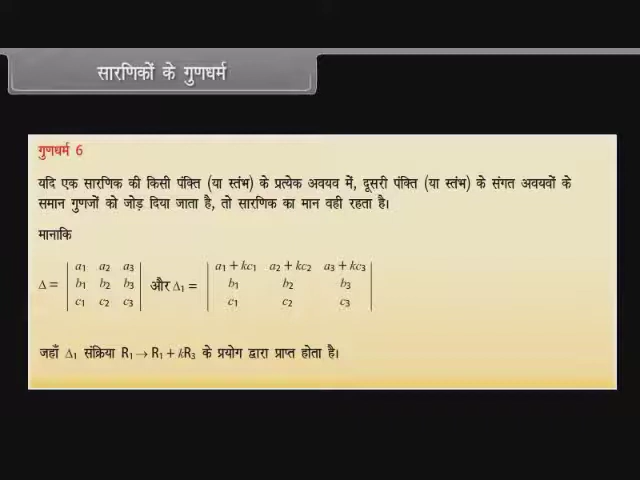 सारणिकों के गुणधर्म
गुणधर्म 6
यदि एक सारणिक की किसी पंक्ति (या स्तंभ) के प्रत्येक अवयव में, दूसरी पंक्ति (या स्तंभ) के संगत अवयवों के
समान गुणजों को जोड़ दिया जाता है, तो सारणिक का मान वही रहता है।
मानाकि
a₁ a₂ a₃ a₁ + kc₁ a₂ + kc₂ a₃ + kc₃
Δ = b₁ b₂ b₃ और Δ₁ = b₁ b₂ b₃
c₁ c₂ c₃ c₁ c₂ c₃
जहाँ Δ₁ संक्रिया R₁ → R₁ + kR₃ के प्रयोग द्वारा प्राप्त होता है।